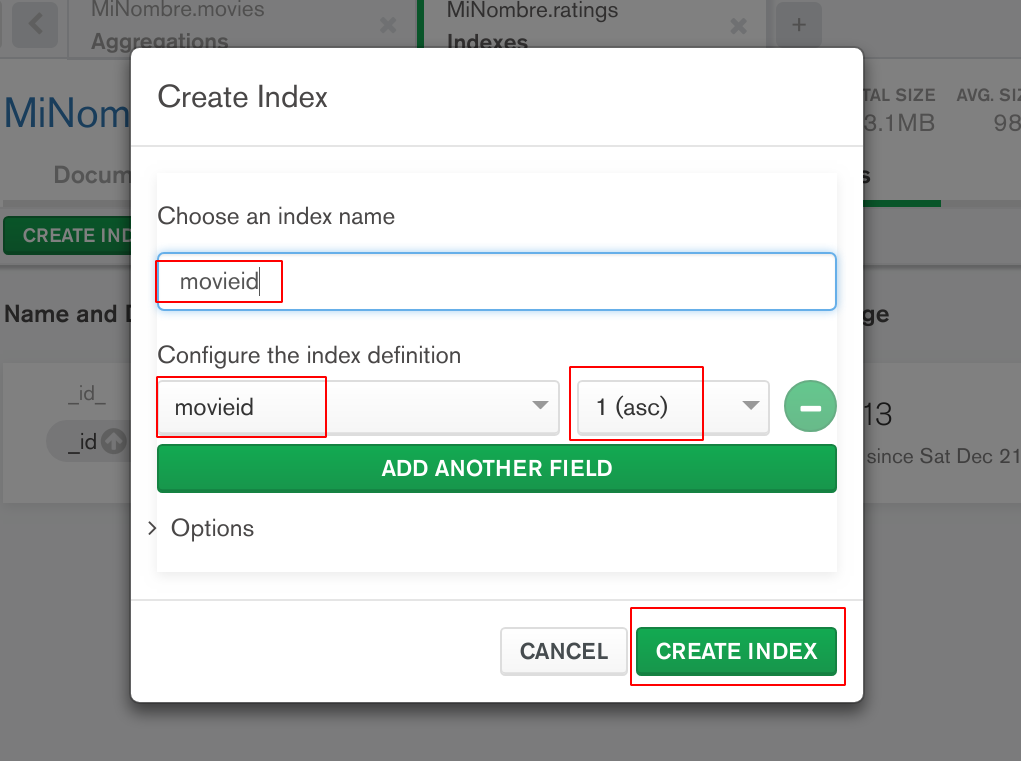 MiNombre.movies
Aggregations
MiNombre.ratings
Indexes
+
Create Index
MiNom
TAL SIZE
3.1MB
AVG. SIZ
98
Docum
s
CREATE IND
Choose an index name
movieid
Name and D
ge
Configure the index definition
movieid
1 (asc)
_id_
_id
13
since Sat Dec 21
ADD ANOTHER FIELD
Options
CANCEL
CREATE INDEX